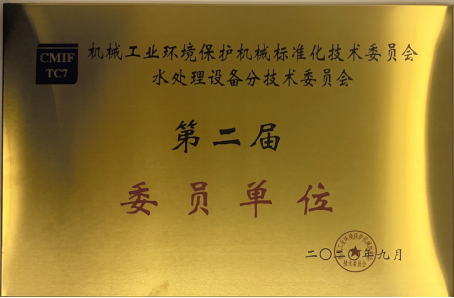 CMIF
TC7
机械工业环境保护机械标准化技术委员会
水处理设备分技术委员会
第二届
委员单位
二〇二〇年九月